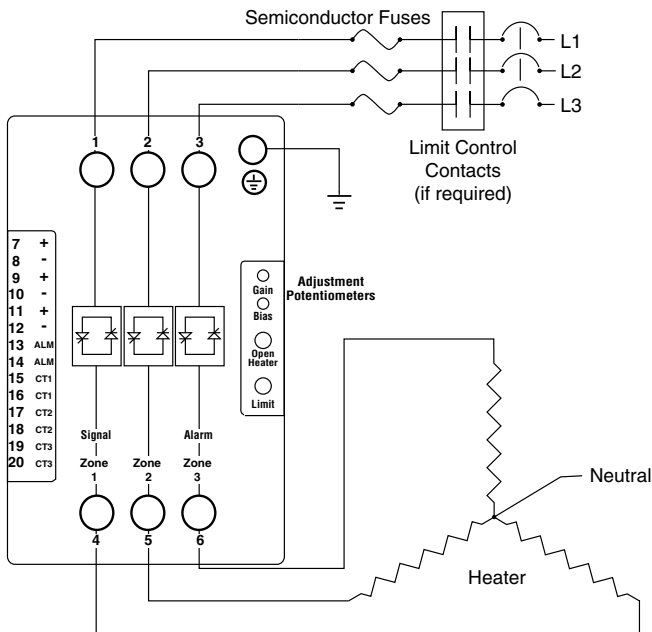 Semiconductor Fuses
L1
L2
L3
Limit Control
Contacts
(if required)
1 2 3
7 +
8 -
9 +
10 -
11 +
12 -
13 ALM
14 ALM
15 CT1
16 CT1
17 CT2
18 CT2
19 CT3
20 CT3
Gain
Bias
Open
Heater
Limit
Adjustment
Potentiometers
Signal Alarm
Zone Zone Zone
1 2 3
4 5 6
Neutral
Heater